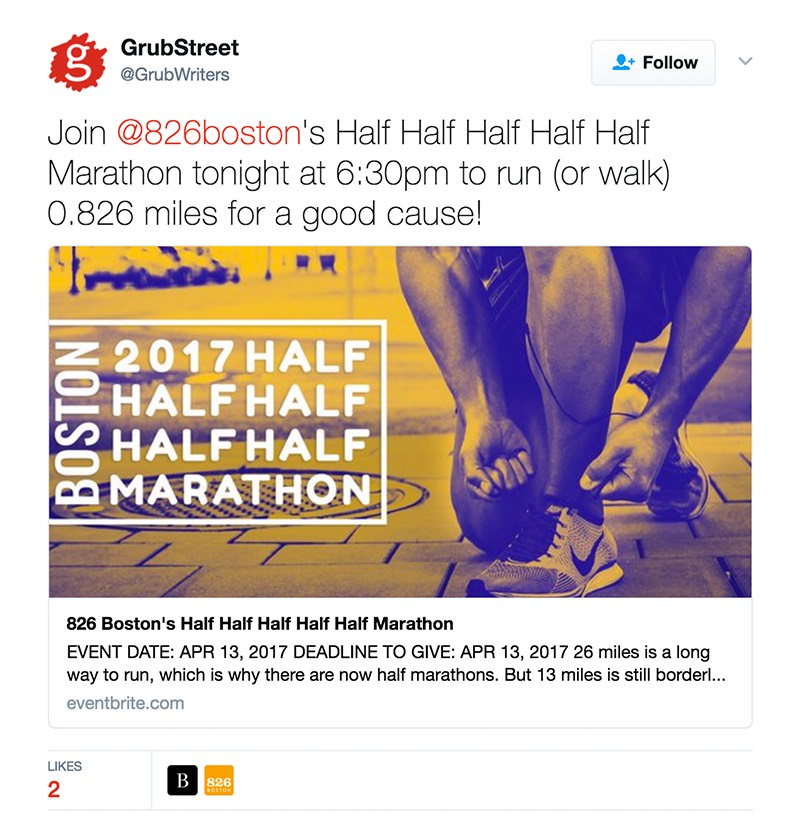 g
GrubStreet
@GrubWriters
Follow
Join @826boston's Half Half Half Half Half
Marathon tonight at 6:30pm to run (or walk)
0.826 miles for a good cause!
BOSTON
2017 HALF
HALF HALF
HALF HALF
MARATHON
826 Boston's Half Half Half Half Half Marathon
EVENT DATE: APR 13, 2017 DEADLINE TO GIVE: APR 13, 2017 26 miles is a long
way to run, which is why there are now half marathons. But 13 miles is still borderl...
eventbrite.com
LIKES
2
B
826
BOSTON